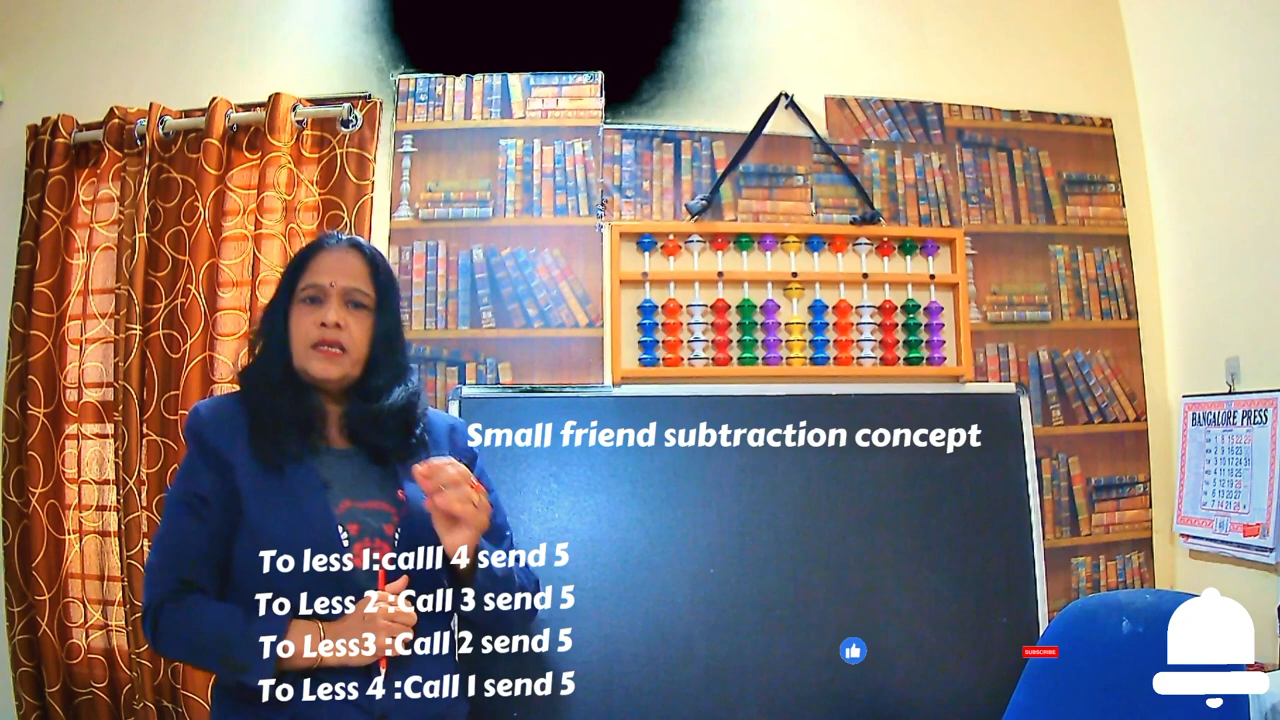 BANGALORE PRESS
Small friend subtraction concept
To less 1:calll 4 send 5
To Less 2 :Call 3 send 5
To Less3 :Call 2 send 5
To Less 4 :Call 1 send 5
SUBSCRIBE